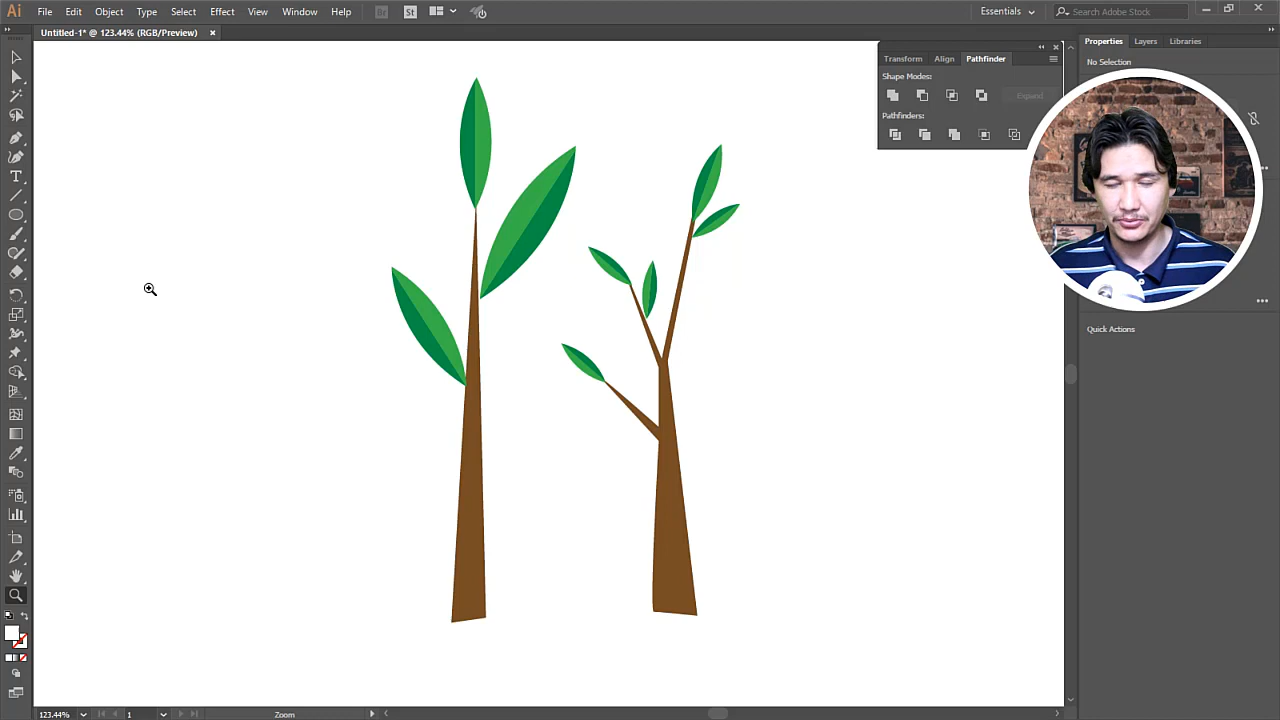 Ai File Edit Object Type Select Effect View Window Help Br St Essentials Search Adobe Stock
Untitled-1* @ 123.44% (RGB/Preview)
Properties Layers Libraries
Transform Align Pathfinder
No Selection
Shape Modes:
Expand
Pathfinders:
Quick Actions
123.44% 1 Zoom